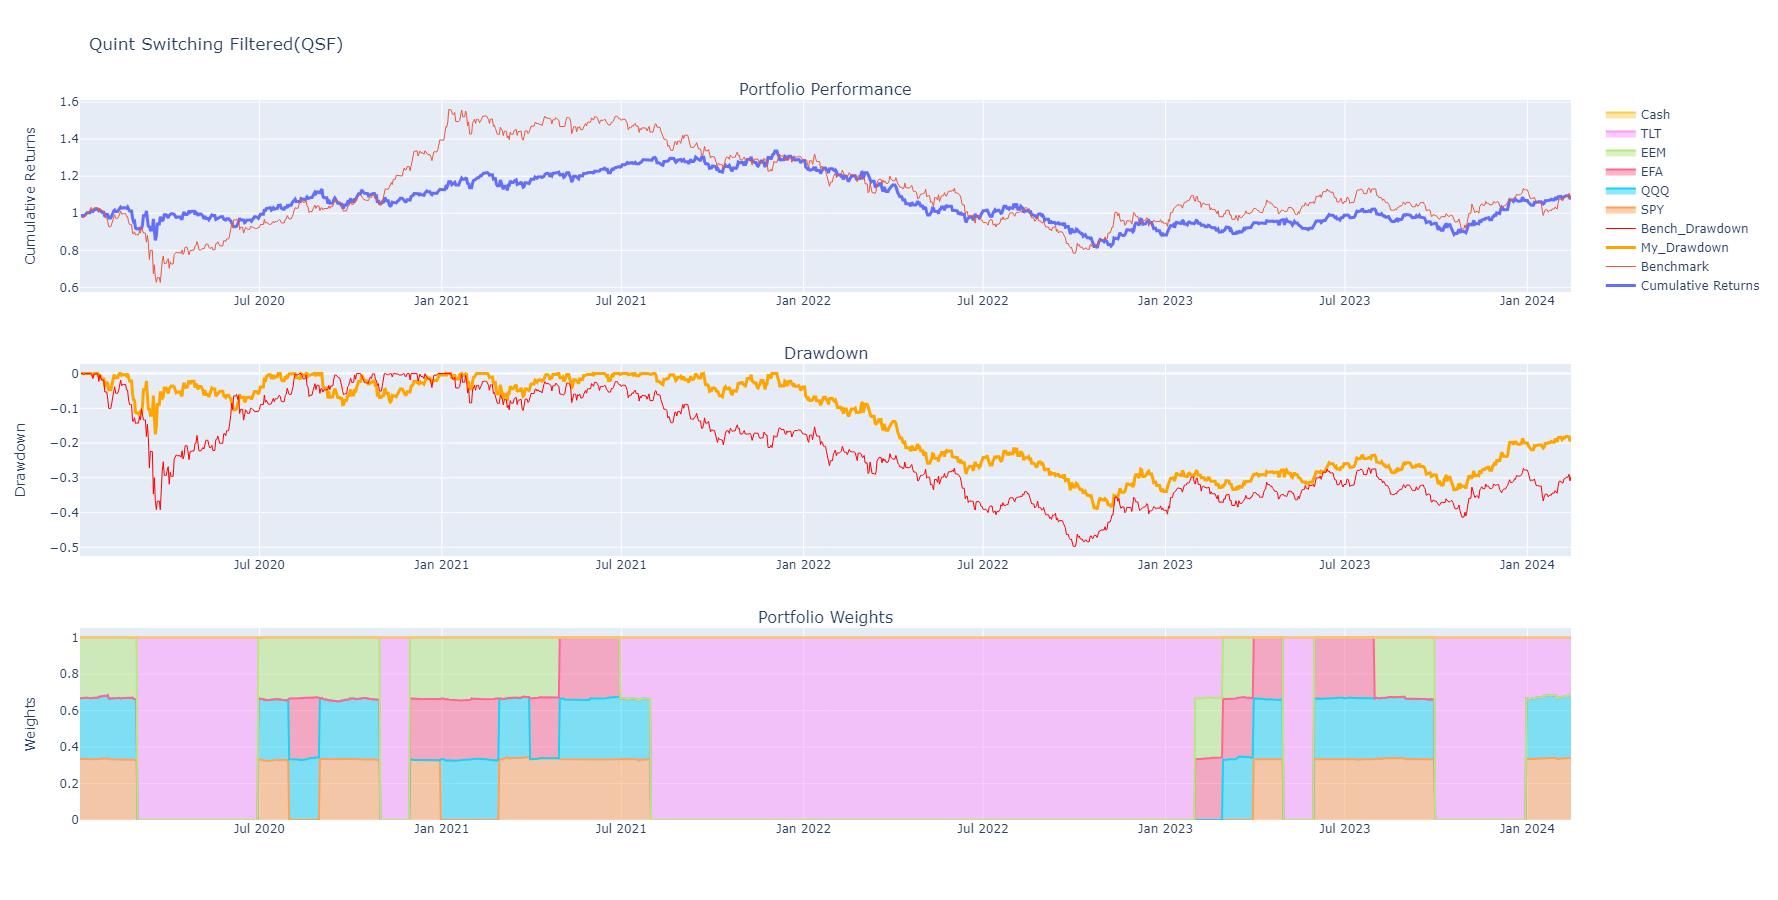 Quint Switching Filtered(QSF)
Portfolio Performance
Cumulative Returns
1.6
1.4
1.2
1
0.8
0.6
Jul 2020 Jan 2021 Jul 2021 Jan 2022 Jul 2022 Jan 2023 Jul 2023 Jan 2024
Cash
TLT
EEM
EFA
QQQ
SPY
Bench_Drawdown
My_Drawdown
Benchmark
Cumulative Returns
Drawdown
Drawdown
0
−0.1
−0.2
−0.3
−0.4
−0.5
Jul 2020 Jan 2021 Jul 2021 Jan 2022 Jul 2022 Jan 2023 Jul 2023 Jan 2024
Portfolio Weights
Weights
1
0.8
0.6
0.4
0.2
0
Jul 2020 Jan 2021 Jul 2021 Jan 2022 Jul 2022 Jan 2023 Jul 2023 Jan 2024